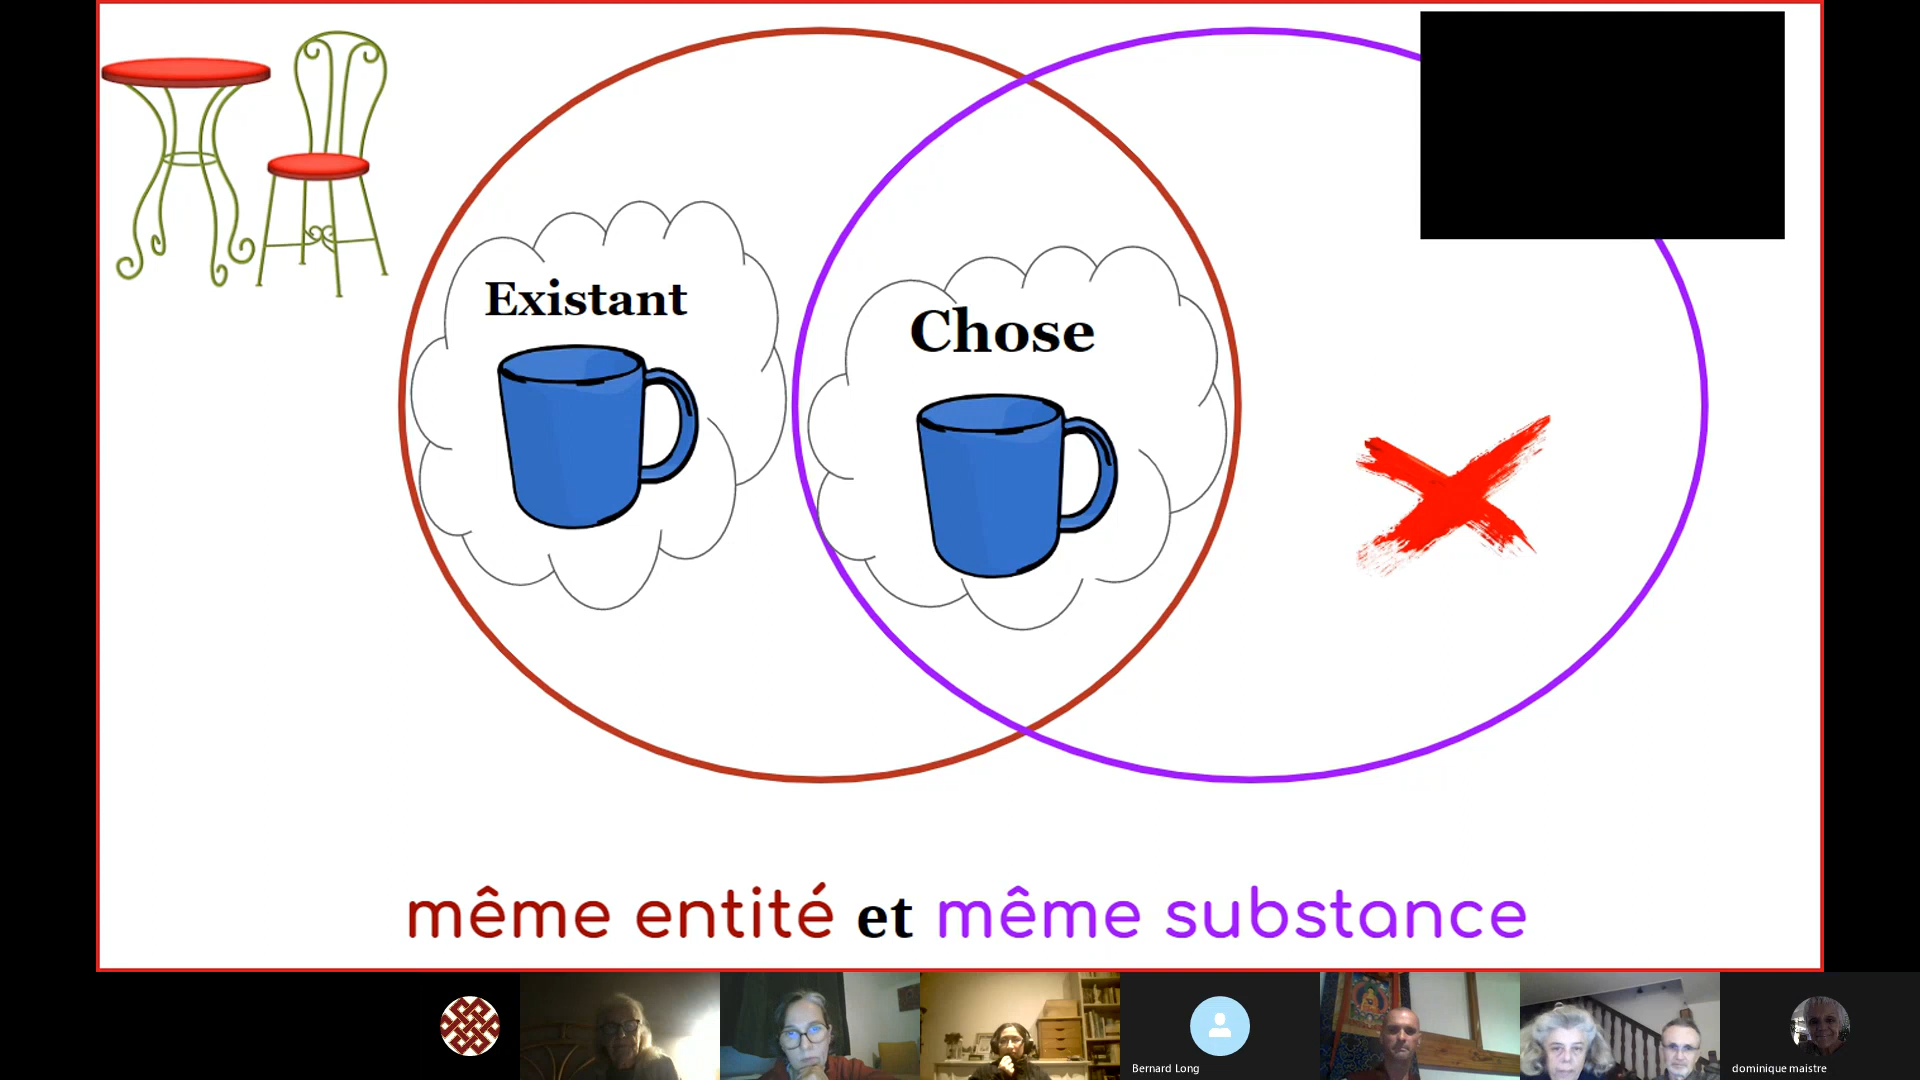 Existant
Chose
même entité et même substance
Bernard Long
dominique maistre